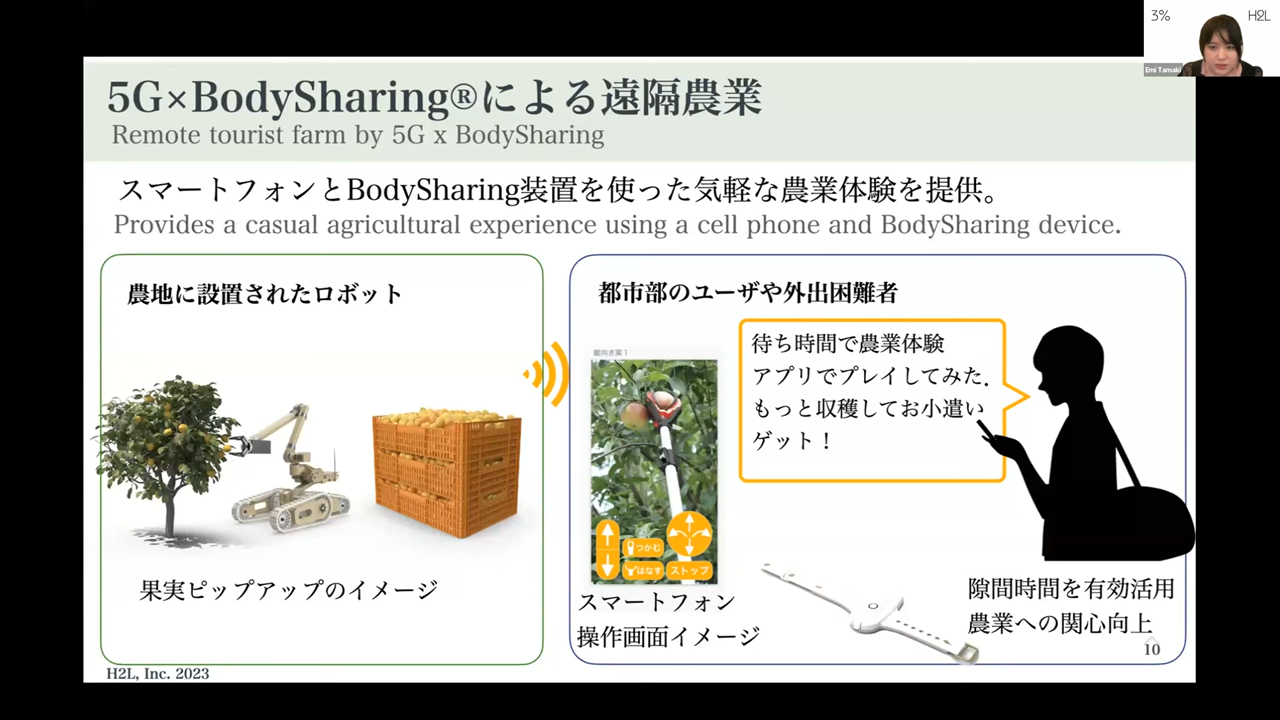 3%
H2L
Emi Tamaki
5G×BodySharing®による遠隔農業
Remote tourist farm by 5G x BodySharing
スマートフォンとBodySharing装置を使った気軽な農業体験を提供。
Provides a casual agricultural experience using a cell phone and BodySharing device.
農地に設置されたロボット
果実ピップアップのイメージ
都市部のユーザや外出困難者
待ち時間で農業体験
アプリでプレイしてみた.
もっと収穫してお小遣い
ゲット！
つかむ
はなす
ストップ
スマートフォン
操作画面イメージ
隙間時間を有効活用
農業への関心向上
10
H2L, Inc. 2023